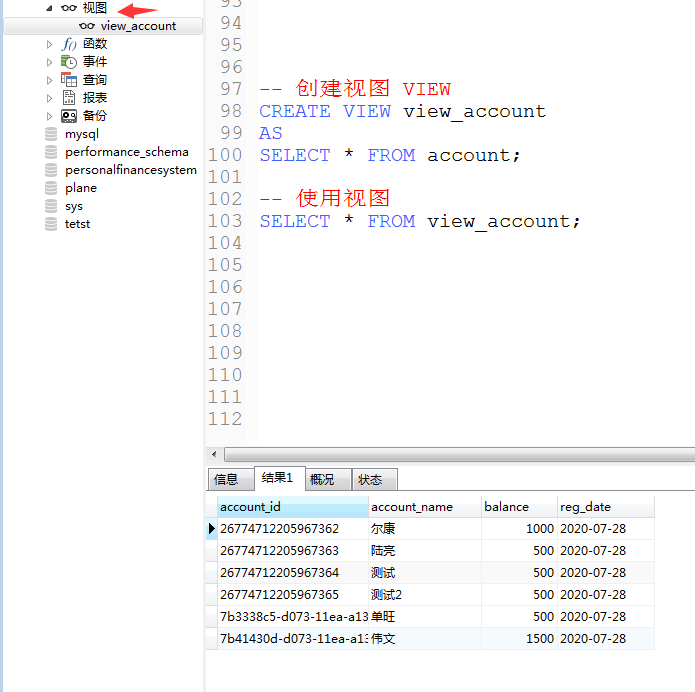 视图
view_account
函数
事件
查询
报表
备份
mysql
performance_schema
personalfinancesystem
plane
sys
tetst
93
94
95
96
97 -- 创建视图 VIEW
98 CREATE VIEW view_account
99 AS
100 SELECT * FROM account;
101
102 -- 使用视图
103 SELECT * FROM view_account;
104
105
106
107
108
109
110
111
112
信息 结果1 概况 状态
account_id account_name balance reg_date
26774712205967362 尔康 1000 2020-07-28
26774712205967363 陆亮 500 2020-07-28
26774712205967364 测试 500 2020-07-28
26774712205967365 测试2 500 2020-07-28
7b3338c5-d073-11ea-a13 单旺 500 2020-07-28
7b41430d-d073-11ea-a13 伟文 1500 2020-07-28